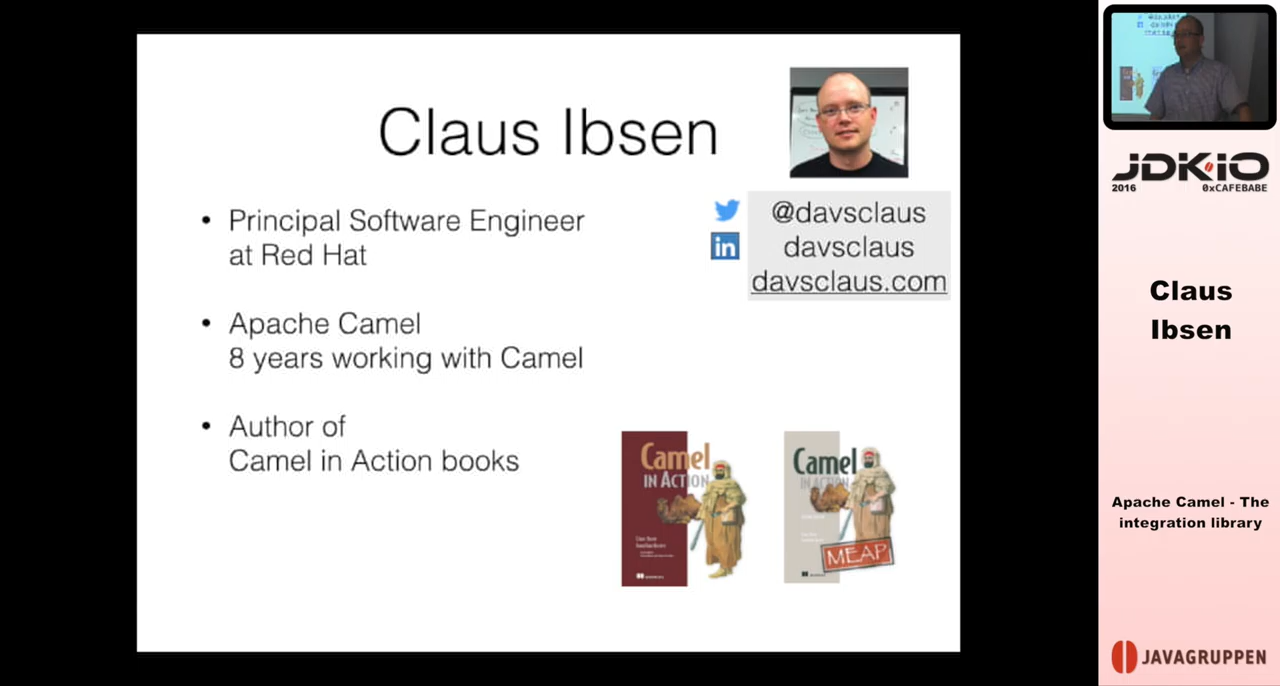 Claus Ibsen
• Principal Software Engineer
at Red Hat
• Apache Camel
8 years working with Camel
• Author of
Camel in Action books
@davsclaus
in davsclaus
davsclaus.com
Camel
IN ACTION
Camel
IN ACTION
MEAP
JDK.iO
2016 0xCAFEBABE
Claus
Ibsen
Apache Camel - The
integration library
JAVAGRUPPEN